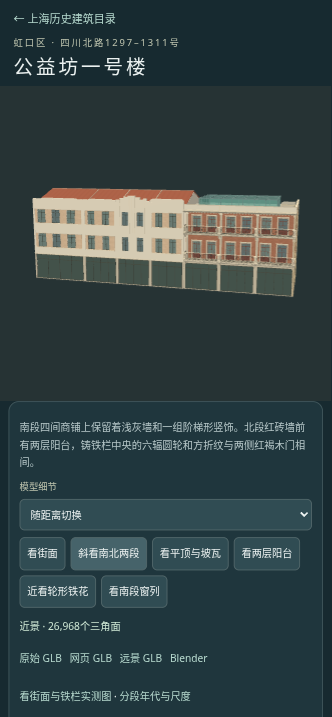 ← 上海历史建筑目录
虹口区 · 四川北路1297–1311号
公益坊一号楼
南段四间商铺上保留着浅灰墙和一组阶梯形竖饰。北段红砖墙前
有两层阳台，铸铁栏中央的六辐圆轮和方折纹与两侧红褐木门相
间。
模型细节
随距离切换
看街面 斜看南北两段 看平顶与坡瓦 看两层阳台
近看轮形铁花 看南段窗列
近景 · 26,968个三角面
原始 GLB 网页 GLB 远景 GLB Blender
看街面与铁栏实测图 · 分段年代与尺度